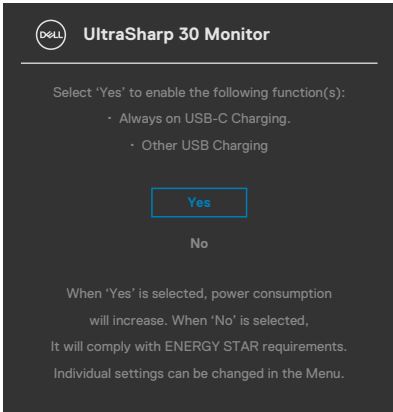 DELL
UltraSharp 30 Monitor
Select ‘Yes’ to enable the following function(s):
· Always on USB-C Charging.
· Other USB Charging
Yes
No
When ‘Yes’ is selected, power consumption
will increase. When ‘No’ is selected,
It will comply with ENERGY STAR requirements.
Individual settings can be changed in the Menu.